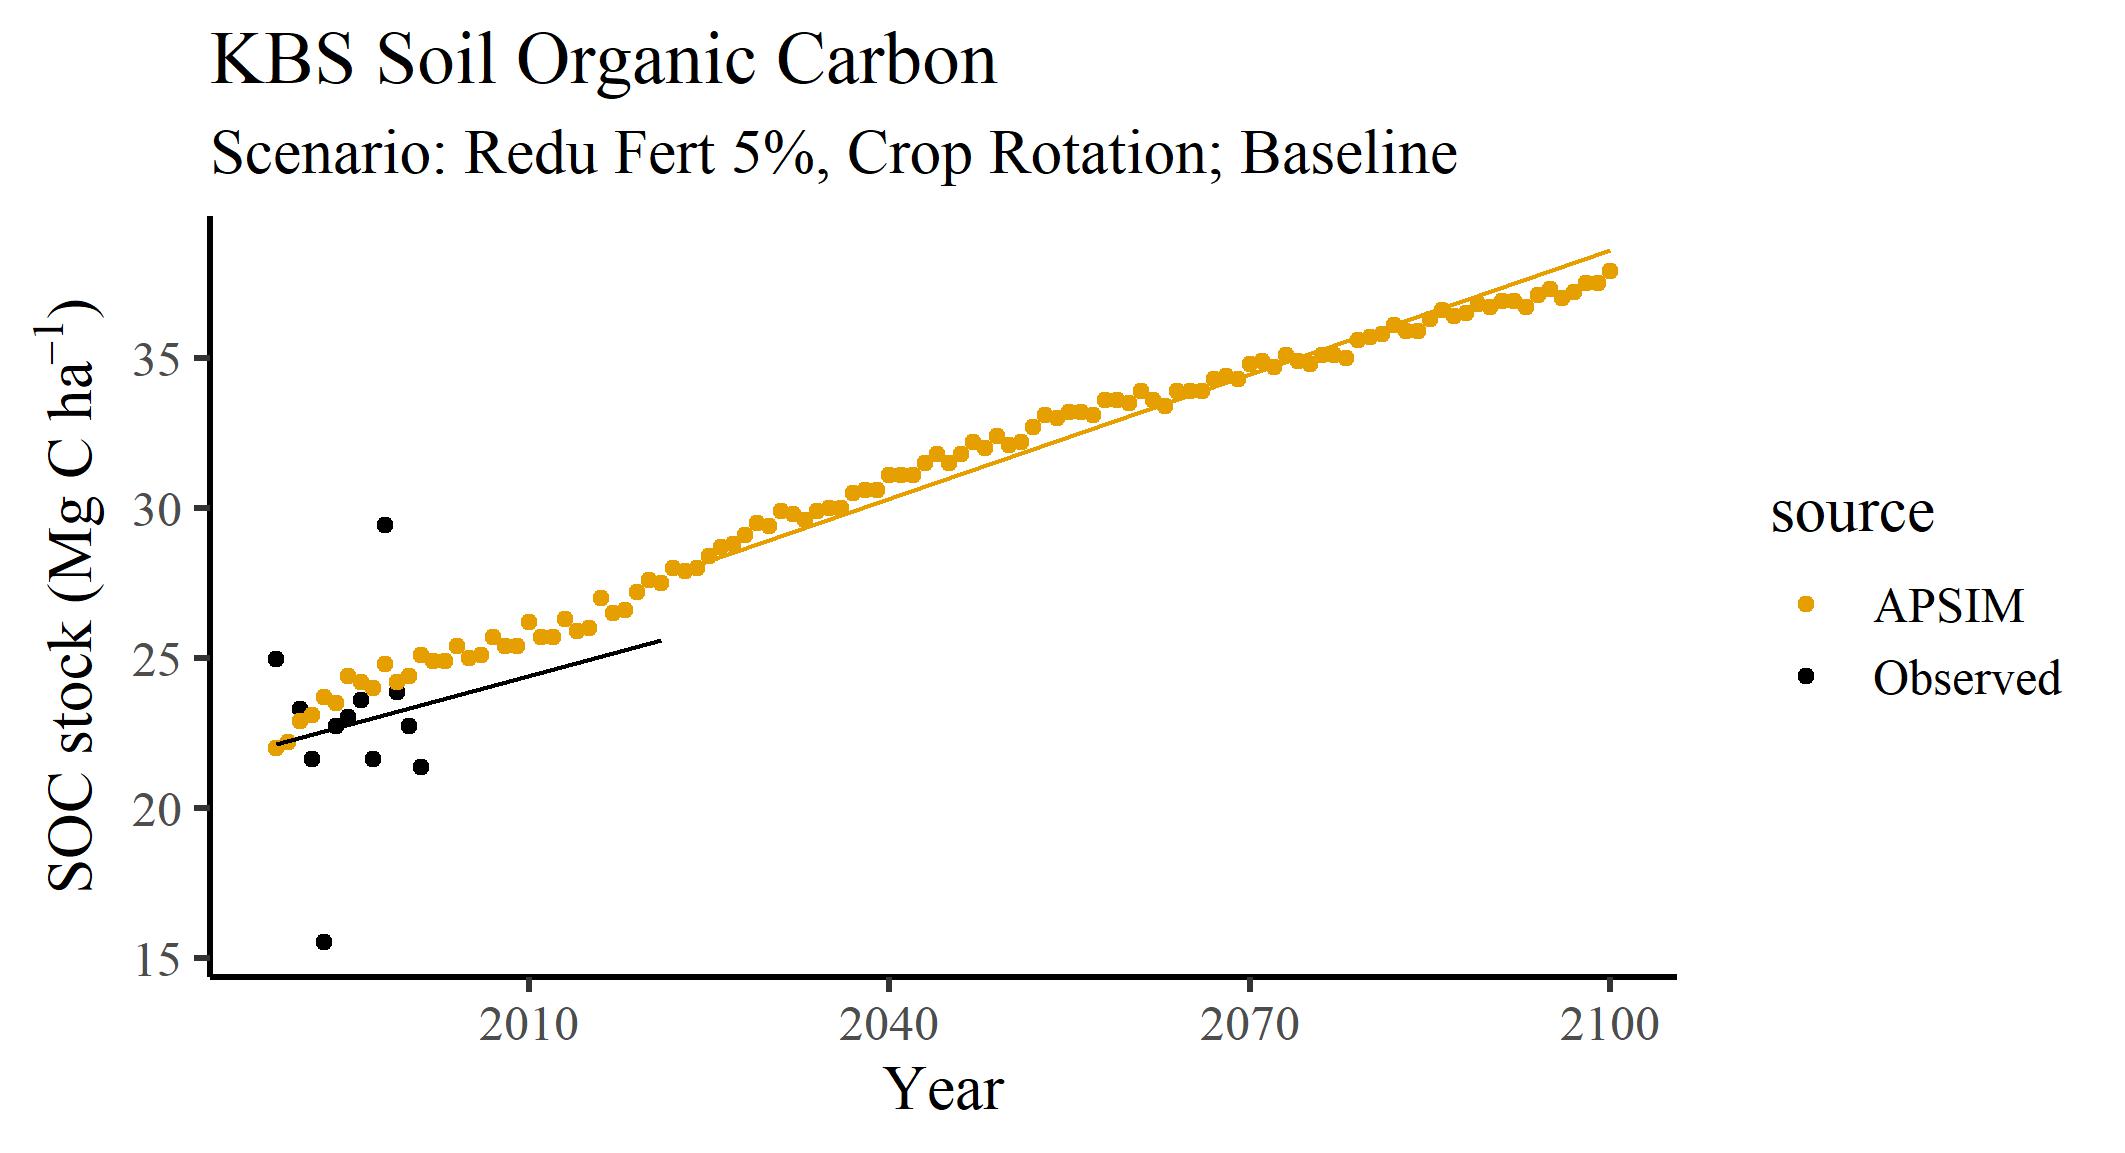 KBS Soil Organic Carbon
Scenario: Redu Fert 5%, Crop Rotation; Baseline
SOC stock (Mg C ha⁻¹)
35
30
25
20
15
2010 2040 2070 2100
Year
source
APSIM
Observed